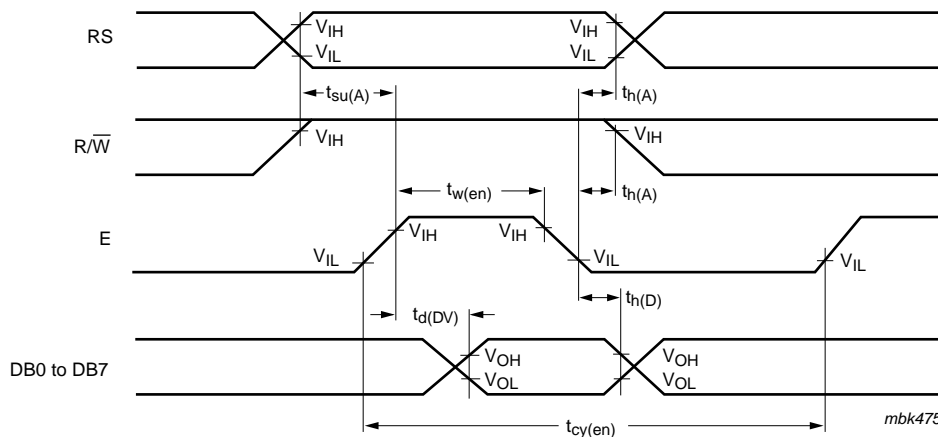 RS
VIH
VIH
VIL
VIL
tsu(A)
th(A)
R/W̅
VIH
VIH
tw(en)
th(A)
E
VIH
VIH
VIL
VIL
VIL
td(DV)
th(D)
DB0 to DB7
VOH
VOH
VOL
VOL
tcy(en)
mbk475